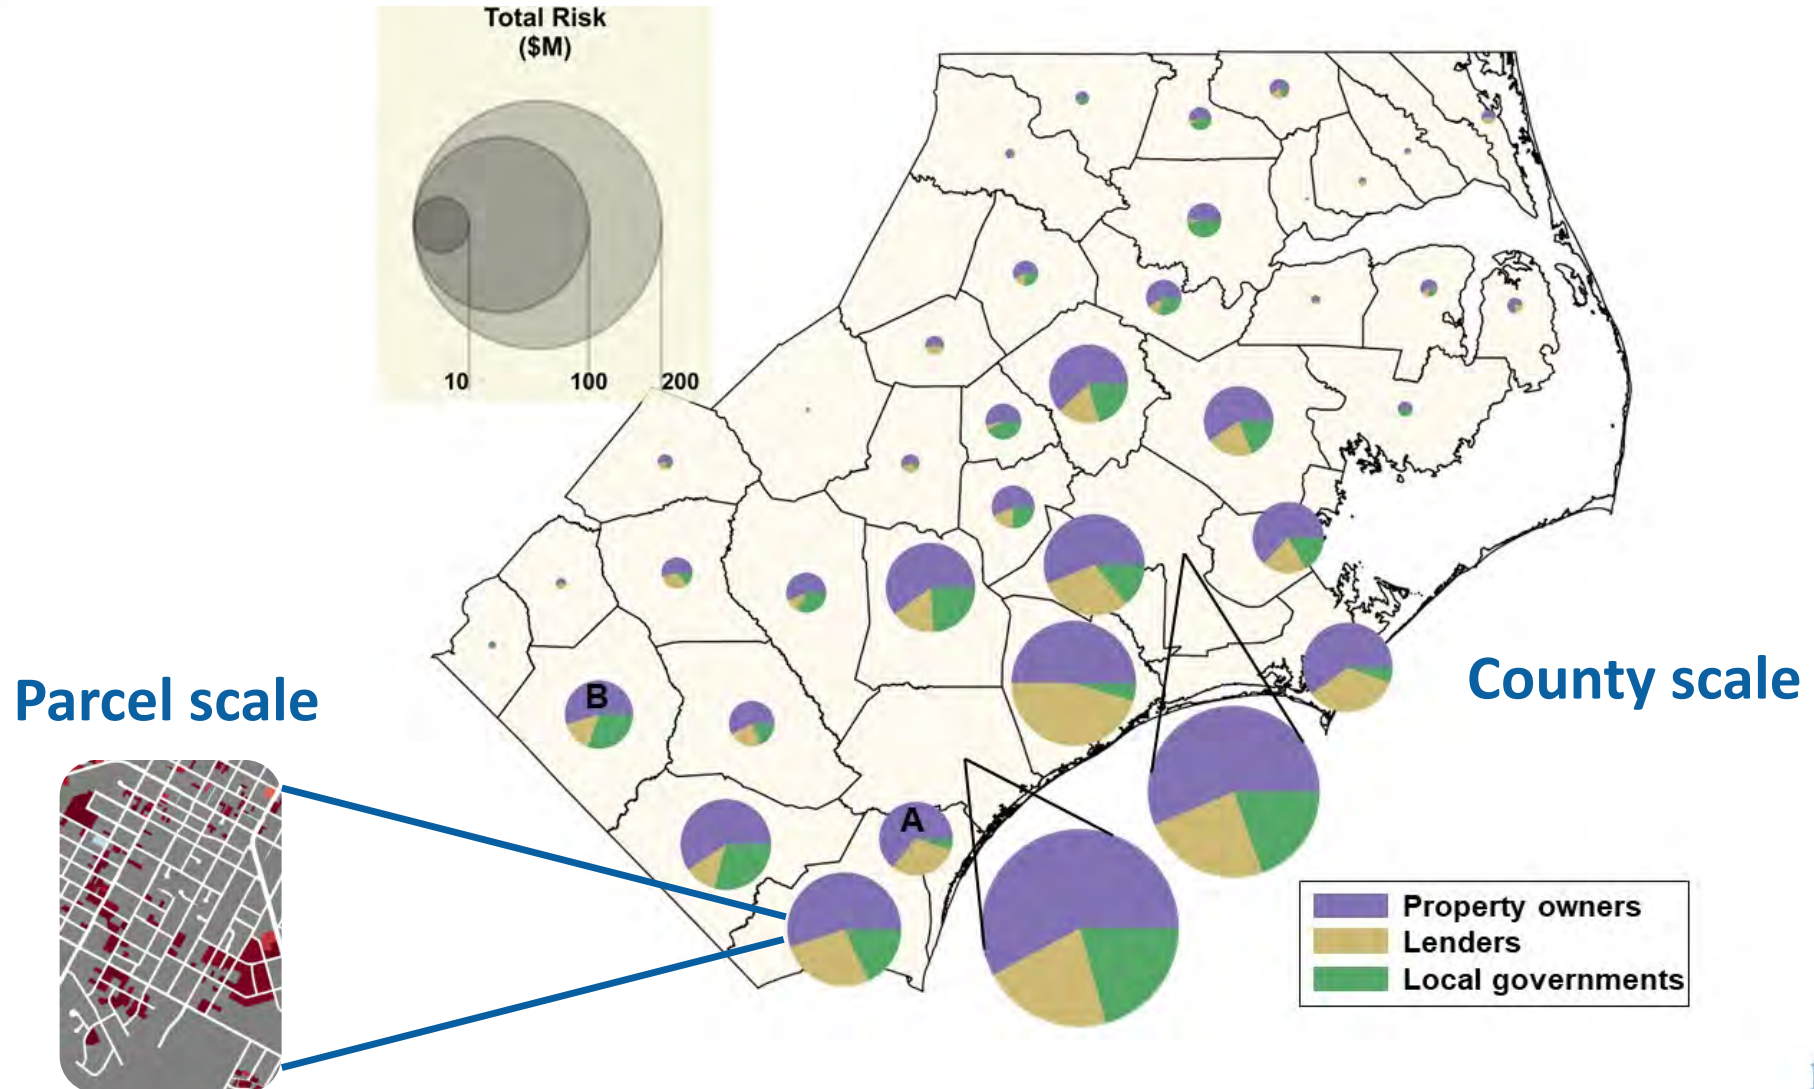 Total Risk
($M)
10 100 200
Parcel scale
County scale
B
A
Property owners
Lenders
Local governments